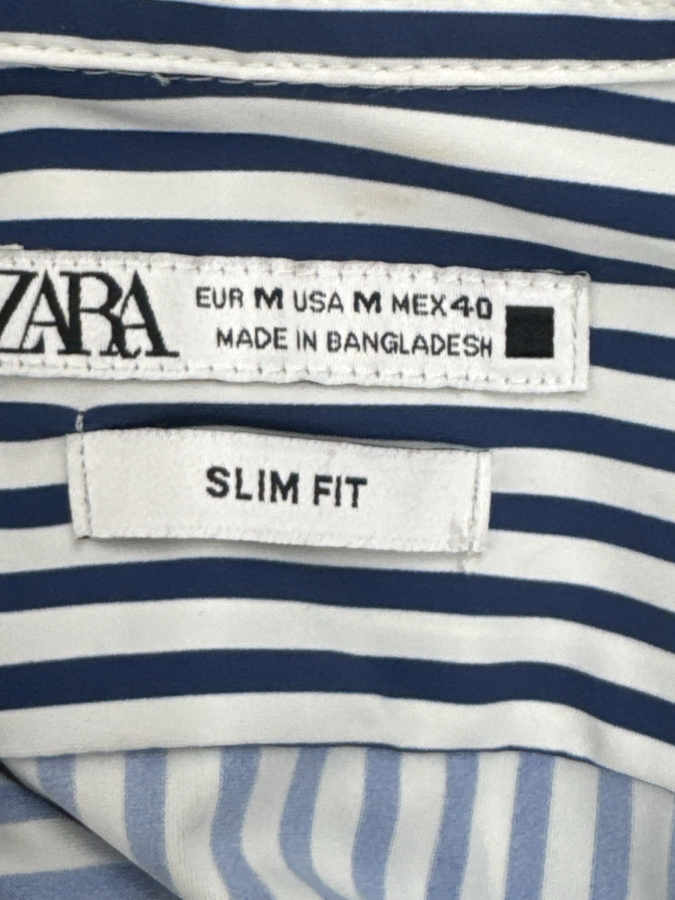 ZARA
EUR M USA M MEX 40
MADE IN BANGLADESH
SLIM FIT